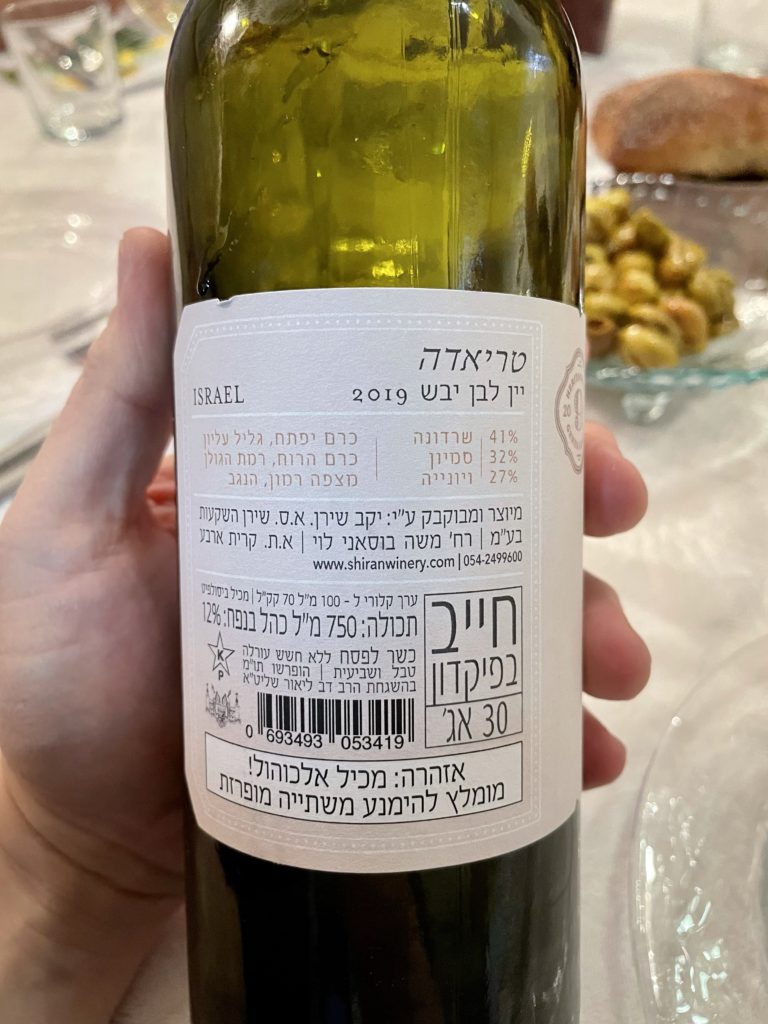 טריאדה
יין לבן יבש 2019 ISRAEL
41% שרדונה | כרם יפתח, גליל עליון
32% סמיון | כרם הרוח, רמת הגולן
27% ויונייה | מצפה רמון, הנגב
מיוצר ומבוקבק ע״י: יקב שירן. א.ס. שירן השקעות
בע״מ | רח׳ משה בוסאני לוי | א.ת. קרית ארבע
www.shiranwinery.com | 054-2499600
ערך קלורי ל - 100 מ״ל 70 קק״ל | מכיל ביסולפיט
תכולה: 750 מ״ל כהל בנפח: 12%
כשר לפסח ללא חשש עורלה
טבל ושביעית | הופרשו תו״מ
בהשגחת הרב דב ליאור שליט״א
K
P
חייב
בפיקדון
30 אג׳
0 693493 053419
אזהרה: מכיל אלכוהול!
מומלץ להימנע משתייה מופרזת
20